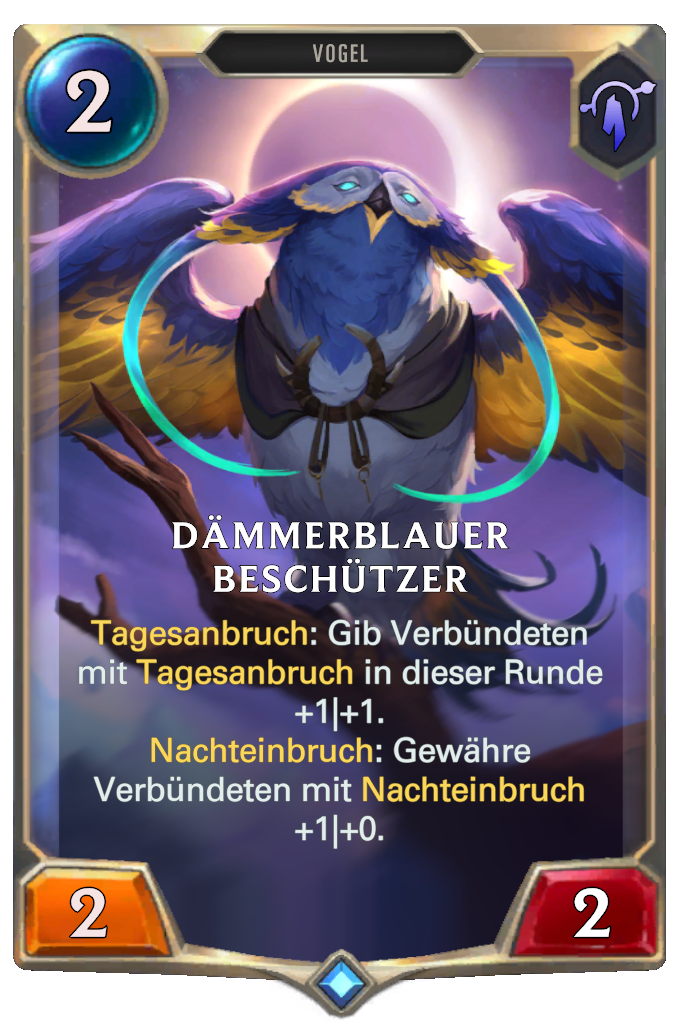 VOGEL
2
DÄMMERBLAUER
BESCHÜTZER
Tagesanbruch: Gib Verbündeten
mit Tagesanbruch in dieser Runde
+1|+1.
Nachteinbruch: Gewähre
Verbündeten mit Nachteinbruch
+1|+0.
2
2